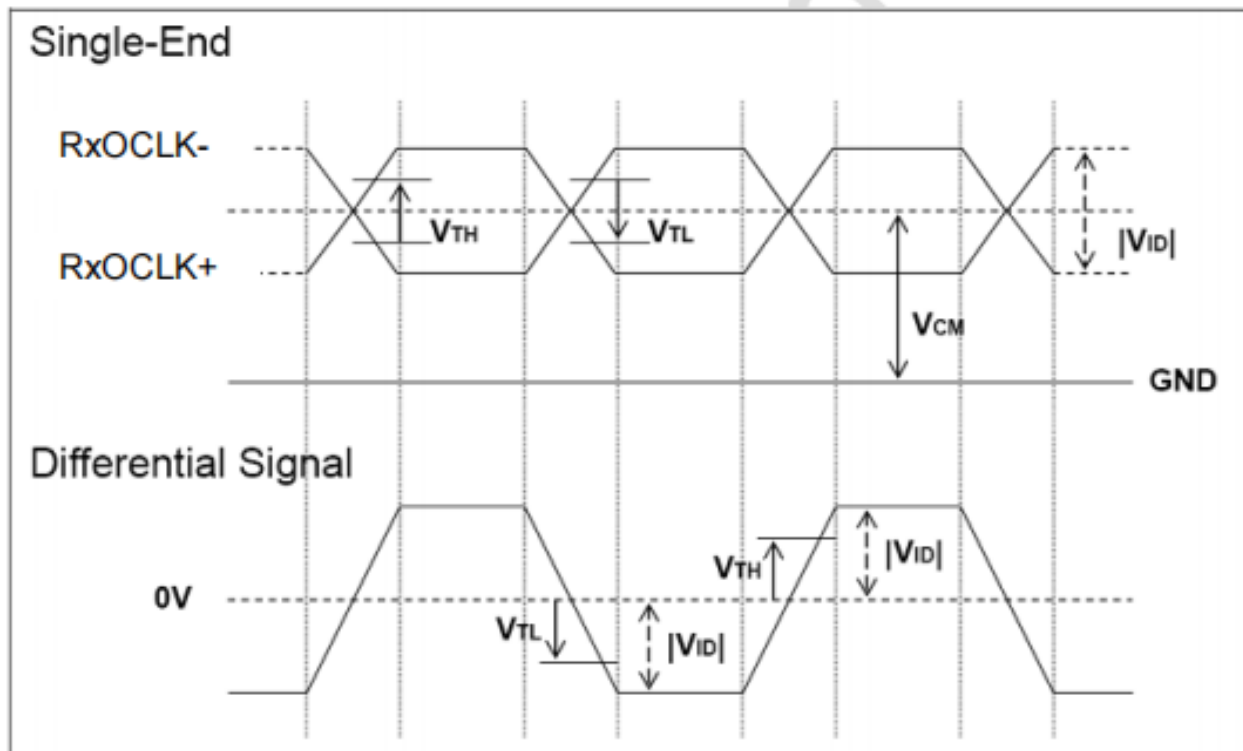 Single-End
RxOCLK-
VTH
VTL
RxOCLK+
|VID|
VCM
GND
Differential Signal
VTH
|VID|
0V
VTL
|VID|